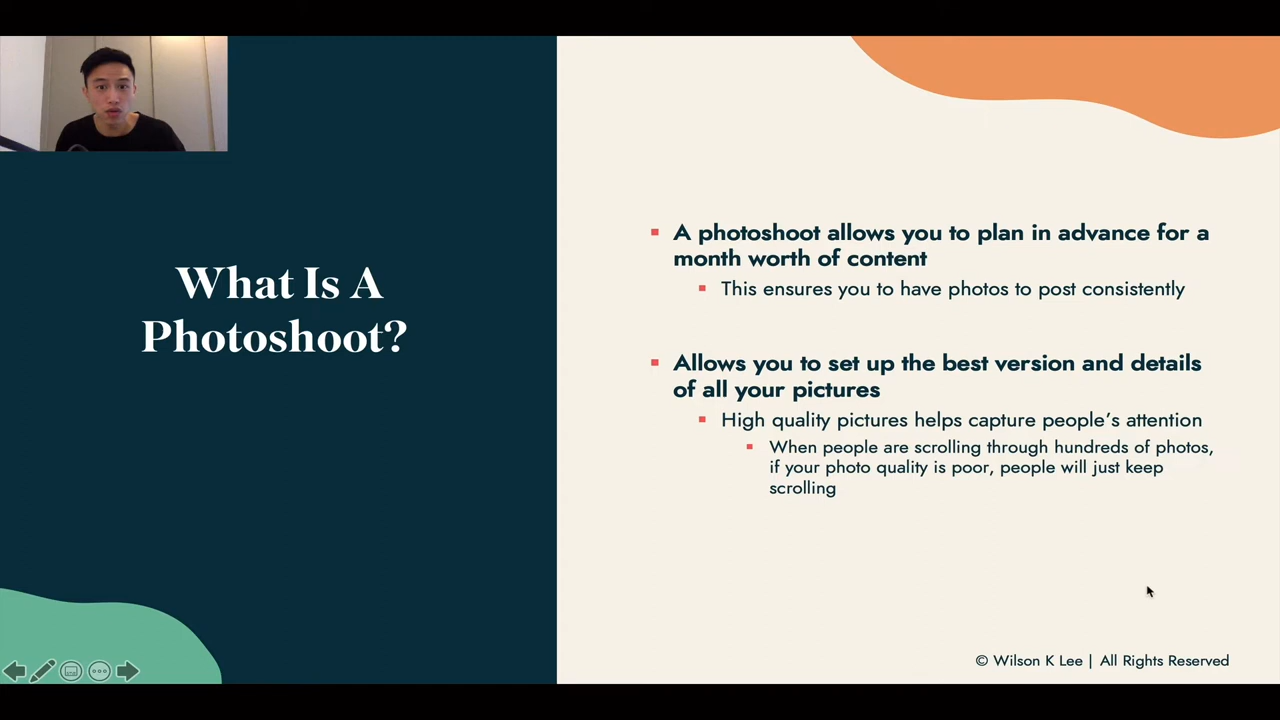 What Is A
Photoshoot?
A photoshoot allows you to plan in advance for a
month worth of content
This ensures you to have photos to post consistently
Allows you to set up the best version and details
of all your pictures
High quality pictures helps capture people's attention
When people are scrolling through hundreds of photos,
if your photo quality is poor, people will just keep
scrolling
© Wilson K Lee | All Rights Reserved